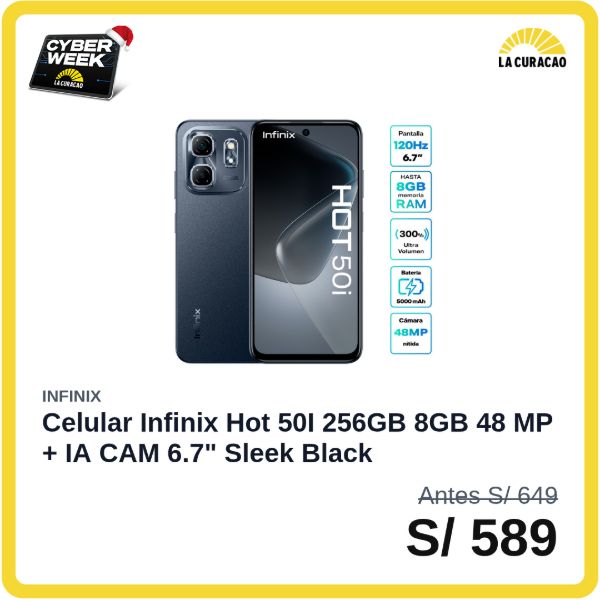 CYBER
WEEK
LA CURACAO
LA CURACAO
Infinix
HOT 50i
Infinix
Pantalla
120Hz
6.7"
HASTA
8GB
memoria
RAM
300%
Ultra
Volumen
Batería
5000 mAh
Cámara
48MP
nítida
INFINIX
Celular Infinix Hot 50I 256GB 8GB 48 MP
+ IA CAM 6.7" Sleek Black
Antes S/ 649
S/ 589